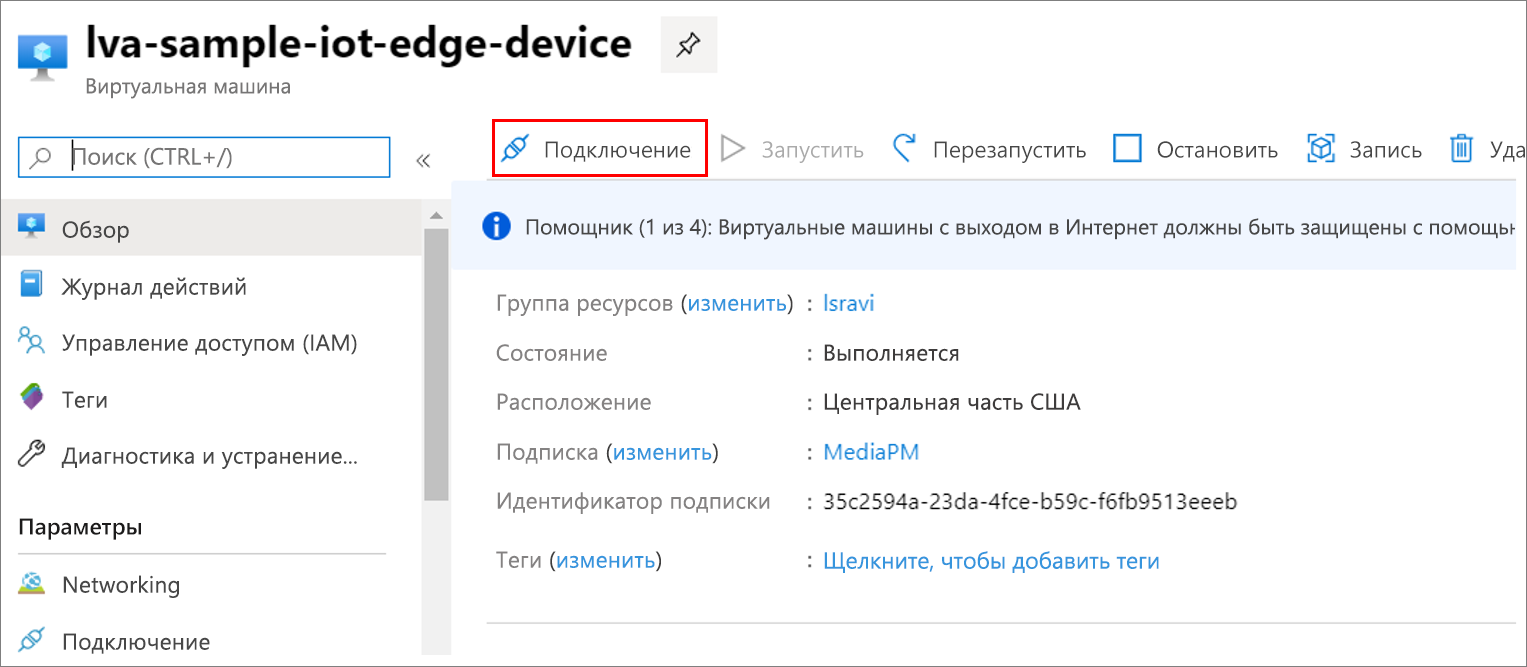 lva-sample-iot-edge-device
Виртуальная машина
Поиск (CTRL+/)
«
Подключение
Запустить
Перезапустить
Остановить
Запись
Уда
Обзор
Журнал действий
Управление доступом (IAM)
Теги
Диагностика и устранение...
Параметры
Networking
Подключение
Помощник (1 из 4): Виртуальные машины с выходом в Интернет должны быть защищены с помощью
Группа ресурсов (изменить) : lsravi
Состояние : Выполняется
Расположение : Центральная часть США
Подписка (изменить) : MediaPM
Идентификатор подписки : 35c2594a-23da-4fce-b59c-f6fb9513eeeb
Теги (изменить) : Щелкните, чтобы добавить теги